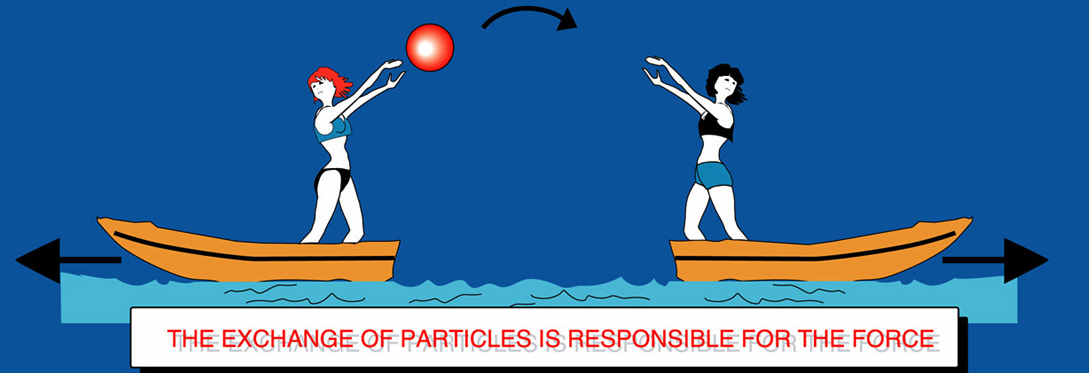 THE EXCHANGE OF PARTICLES IS RESPONSIBLE FOR THE FORCE